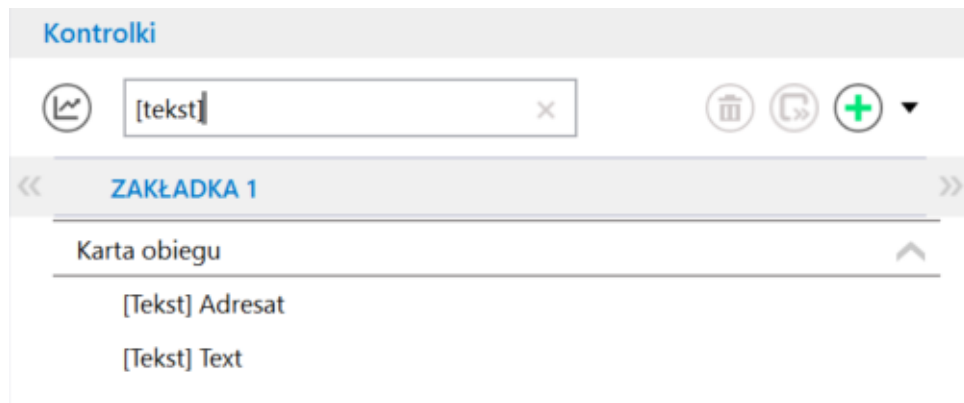 Kontrolki
[tekst]
ZAKŁADKA 1
Karta obiegu
[Tekst] Adresat
[Tekst] Text